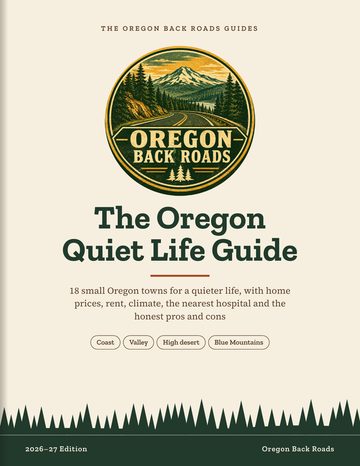 THE OREGON BACK ROADS GUIDES
OREGON
BACK ROADS
The Oregon
Quiet Life Guide
18 small Oregon towns for a quieter life, with home
prices, rent, climate, the nearest hospital and the
honest pros and cons
Coast Valley High desert Blue Mountains
2026–27 Edition Oregon Back Roads